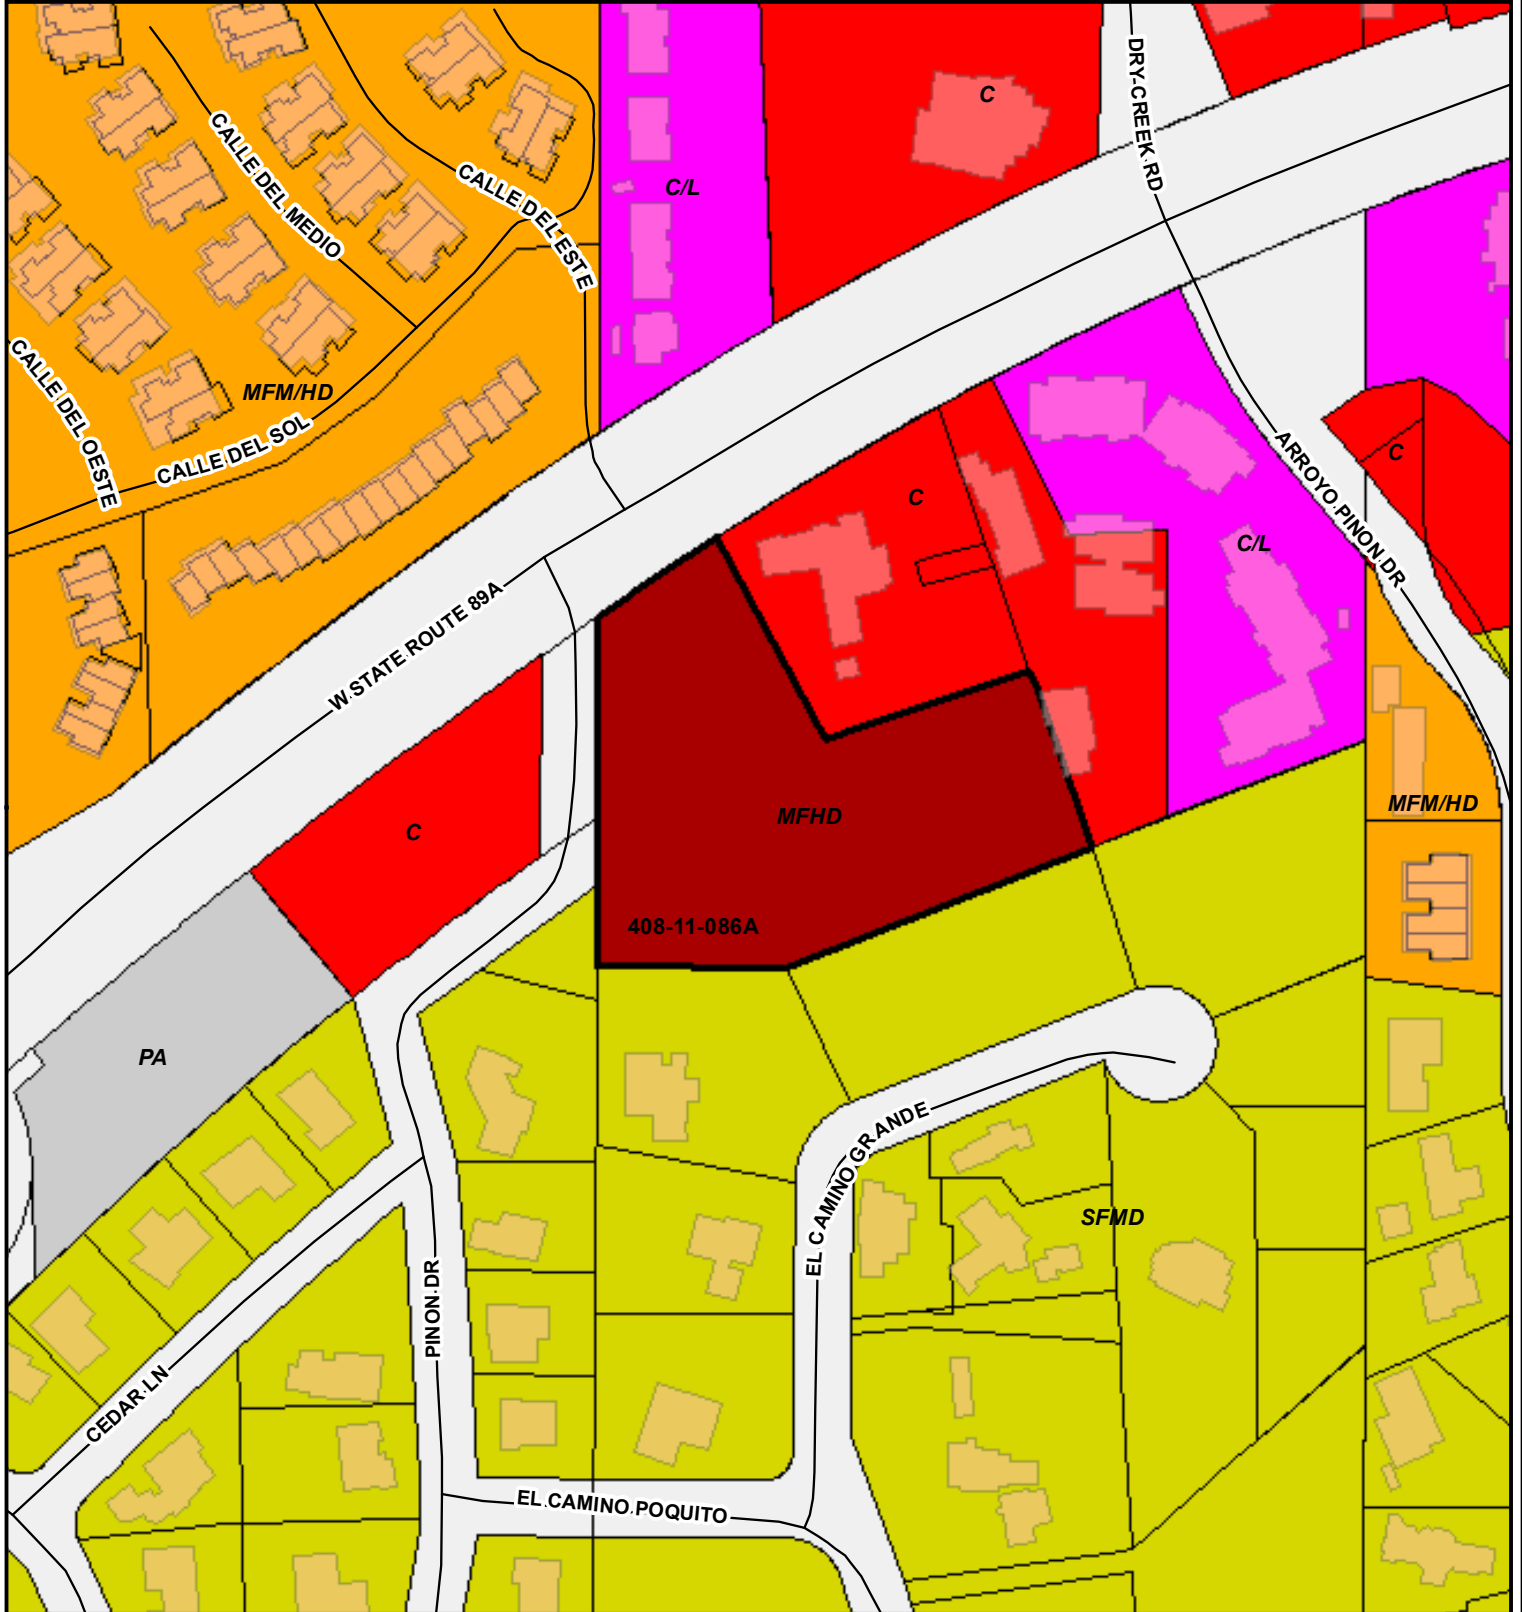 DRY CREEK RD
C
CALLE DEL MEDIO
CALLE DEL ESTE
C/L
CALLE DEL OESTE
MFM/HD
CALLE DEL SOL
C
ARROYO PINON DR
C
C/L
W STATE ROUTE 89A
C
MFHD
MFM/HD
408-11-086A
PA
EL CAMINO GRANDE
SFMD
PINON DR
CEDAR LN
EL CAMINO POQUITO